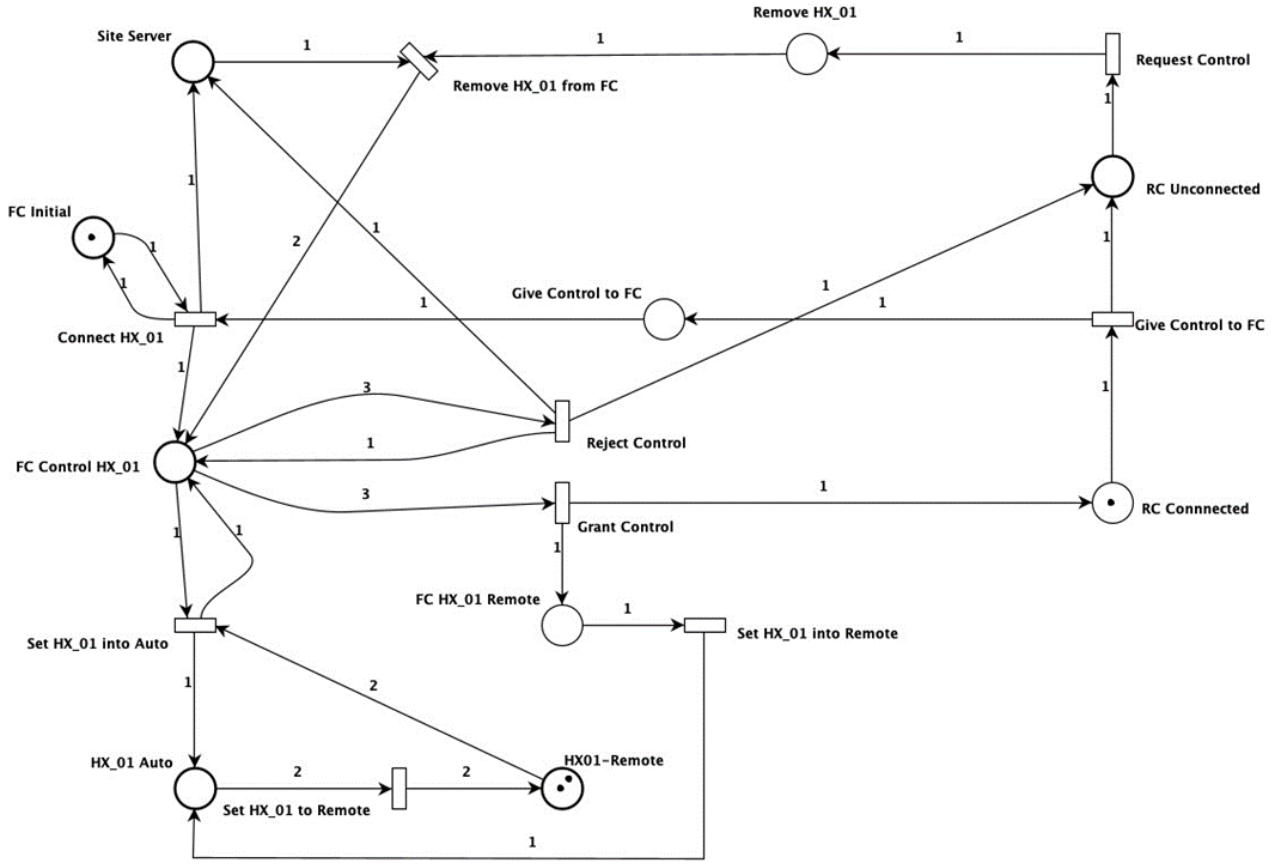 Remove HX_01
Site Server
1
1
1
Request Control
Remove HX_01 from FC
1
1
RC Unconnected
FC Initial
1
2
1
1
1
1
Give Control to FC
1
1
Give Control to FC
Connect HX_01
1
3
1
1
Reject Control
FC Control HX_01
3
1
RC Connnected
Grant Control
1
1
1
FC HX_01 Remote
1
Set HX_01 into Remote
Set HX_01 into Auto
1
2
HX_01 Auto
HX01-Remote
2
2
Set HX_01 to Remote
1